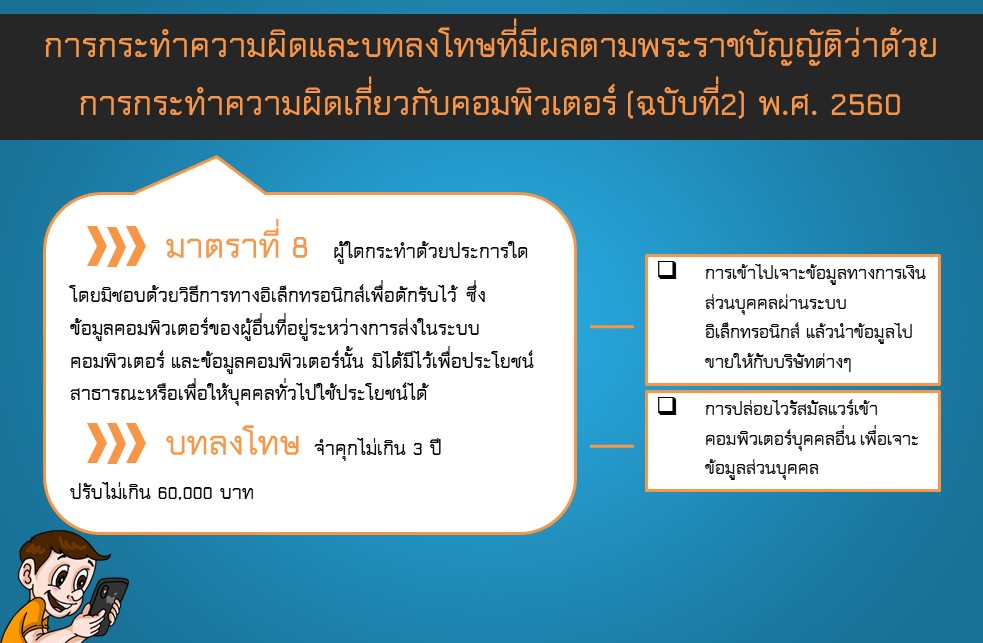 การกระทำความผิดและบทลงโทษที่มีผลตามพระราชบัญญัติว่าด้วย
การกระทำความผิดเกี่ยวกับคอมพิวเตอร์ (ฉบับที่2) พ.ศ. 2560
มาตราที่ 8 ผู้ใดกระทำด้วยประการใด
โดยมิชอบด้วยวิธีการทางอิเล็กทรอนิกส์เพื่อดักรับไว้ ซึ่ง
ข้อมูลคอมพิวเตอร์ของผู้อื่นที่อยู่ระหว่างการส่งในระบบ
คอมพิวเตอร์ และข้อมูลคอมพิวเตอร์นั้น มิได้มีไว้เพื่อประโยชน์
สาธารณะหรือเพื่อให้บุคคลทั่วไปใช้ประโยชน์ได้
บทลงโทษ จำคุกไม่เกิน 3 ปี
ปรับไม่เกิน 60,000 บาท
การเข้าไปเจาะข้อมูลทางการเงิน
ส่วนบุคคลผ่านระบบ
อิเล็กทรอนิกส์ แล้วนำข้อมูลไป
ขายให้กับบริษัทต่างๆ
การปล่อยไวรัสมัลแวร์เข้า
คอมพิวเตอร์บุคคลอื่น เพื่อเจาะ
ข้อมูลส่วนบุคคล